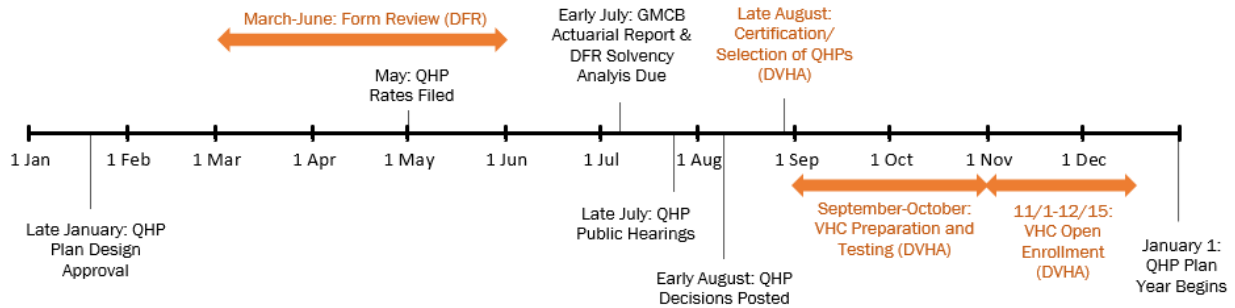 March-June: Form Review (DFR)
May: QHP
Rates Filed
Early July: GMCB
Actuarial Report &
DFR Solvency
Analyis Due
Late August:
Certification/
Selection of QHPs
(DVHA)
1 Jan
1 Feb
1 Mar
1 Apr
1 May
1 Jun
1 Jul
1 Aug
1 Sep
1 Oct
1 Nov
1 Dec
Late January: QHP
Plan Design
Approval
Late July: QHP
Public Hearings
Early August: QHP
Decisions Posted
September-October:
VHC Preparation and
Testing (DVHA)
11/1-12/15:
VHC Open
Enrollment
(DVHA)
January 1:
QHP Plan
Year Begins